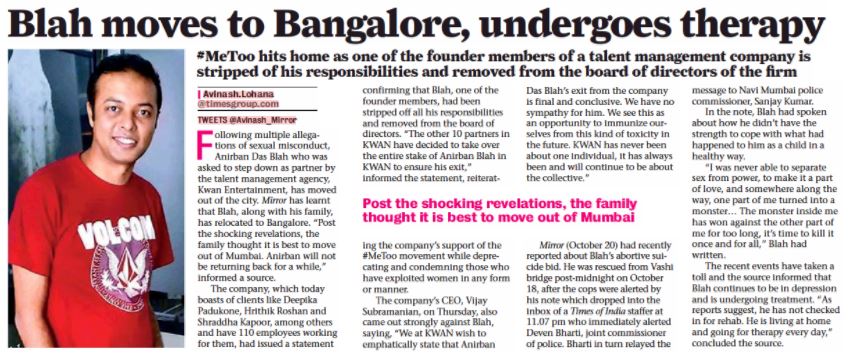 Blah moves to Bangalore, undergoes therapy
#MeToo hits home as one of the founder members of a talent management company is
stripped of his responsibilities and removed from the board of directors of the firm
Avinash.Lohana
@timesgroup.com
TWEETS @Avinash_Mirror
Following multiple allega-
tions of sexual misconduct,
Anirban Das Blah who was
asked to step down as partner by
the talent management agency,
Kwan Entertainment, has moved
out of the city. Mirror has learnt
that Blah, along with his family,
has relocated to Bangalore. “Post
the shocking revelations, the
family thought it is best to move
out of Mumbai. Anirban will not
be returning back for a while,”
informed a source.
The company, which today
boasts of clients like Deepika
Padukone, Hrithik Roshan and
Shraddha Kapoor, among others
and have 110 employees working
for them, had issued a statement
confirming that Blah, one of the
founder members, had been
stripped off all his responsibilities
and removed from the board of
directors. “The other 10 partners in
KWAN have decided to take over
the entire stake of Anirban Blah in
KWAN to ensure his exit,”
informed the statement, reiterat-
ing the company’s support of the
#MeToo movement while depre-
cating and condemning those who
have exploited women in any form
or manner.
The company’s CEO, Vijay
Subramanian, on Thursday, also
came out strongly against Blah,
saying, “We at KWAN wish to
emphatically state that Anirban
Das Blah’s exit from the company
is final and conclusive. We have no
sympathy for him. We see this as
an opportunity to immunize our-
selves from this kind of toxicity in
the future. KWAN has never been
about one individual, it has always
been and will continue to be about
the collective.”
Post the shocking revelations, the family
thought it is best to move out of Mumbai
Mirror (October 20) had recently
reported about Blah’s abortive sui-
cide bid. He was rescued from Vashi
bridge post-midnight on October
18, after the cops were alerted by
his note which dropped into the
inbox of a Times of India staffer at
11.07 pm who immediately alerted
Deven Bharti, joint commissioner
of police. Bharti in turn relayed the
message to Navi Mumbai police
commissioner, Sanjay Kumar.
In the note, Blah had spoken
about how he didn’t have the
strength to cope with what had
happened to him as a child in a
healthy way.
“I was never able to separate
sex from power, to make it a part
of love, and somewhere along the
way, one part of me turned into a
monster… The monster inside me
has won against the other part of
me for too long, it’s time to kill it
once and for all,” Blah had
written.
The recent events have taken a
toll and the source informed that
Blah continues to be in depression
and is undergoing treatment. “As
reports suggest, he has not checked
in for rehab. He is living at home
and going for therapy every day,”
concluded the source.
VOLCOM